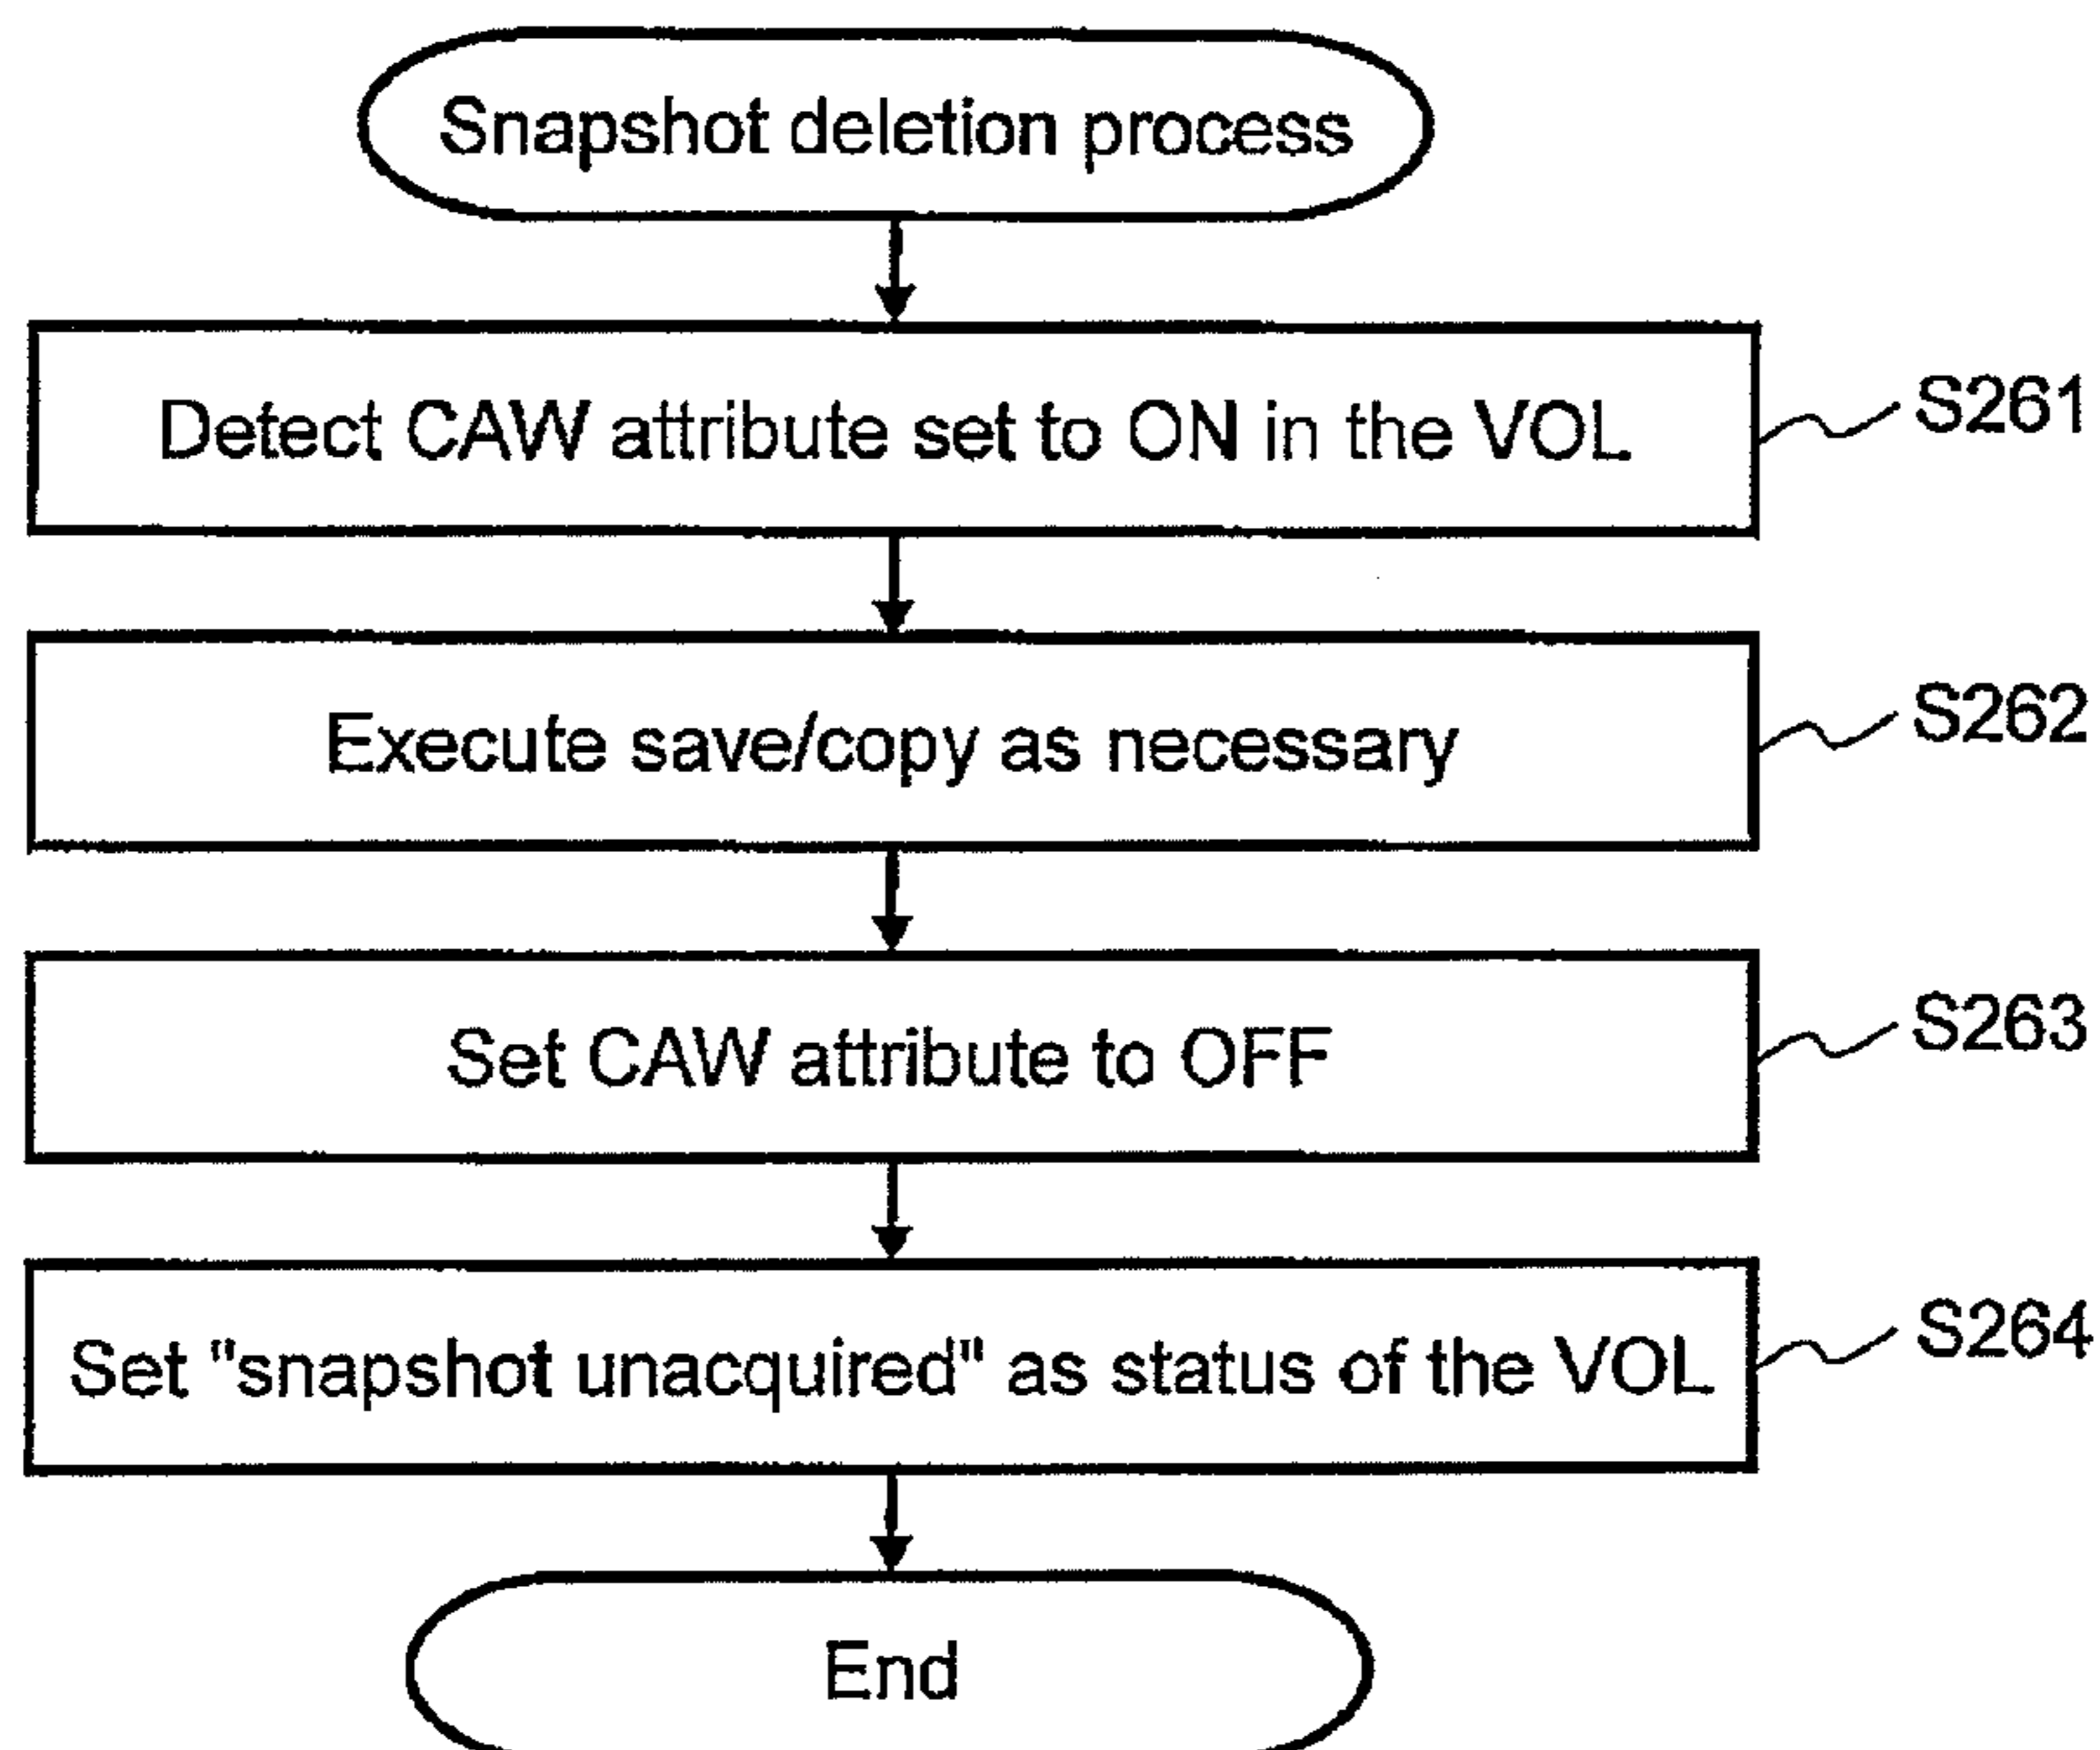 Snapshot deletion process
Detect CAW attribute set to ON in the VOL
S261
Execute save/copy as necessary
S262
Set CAW attribute to OFF
S263
Set "snapshot unacquired" as status of the VOL
S264
End